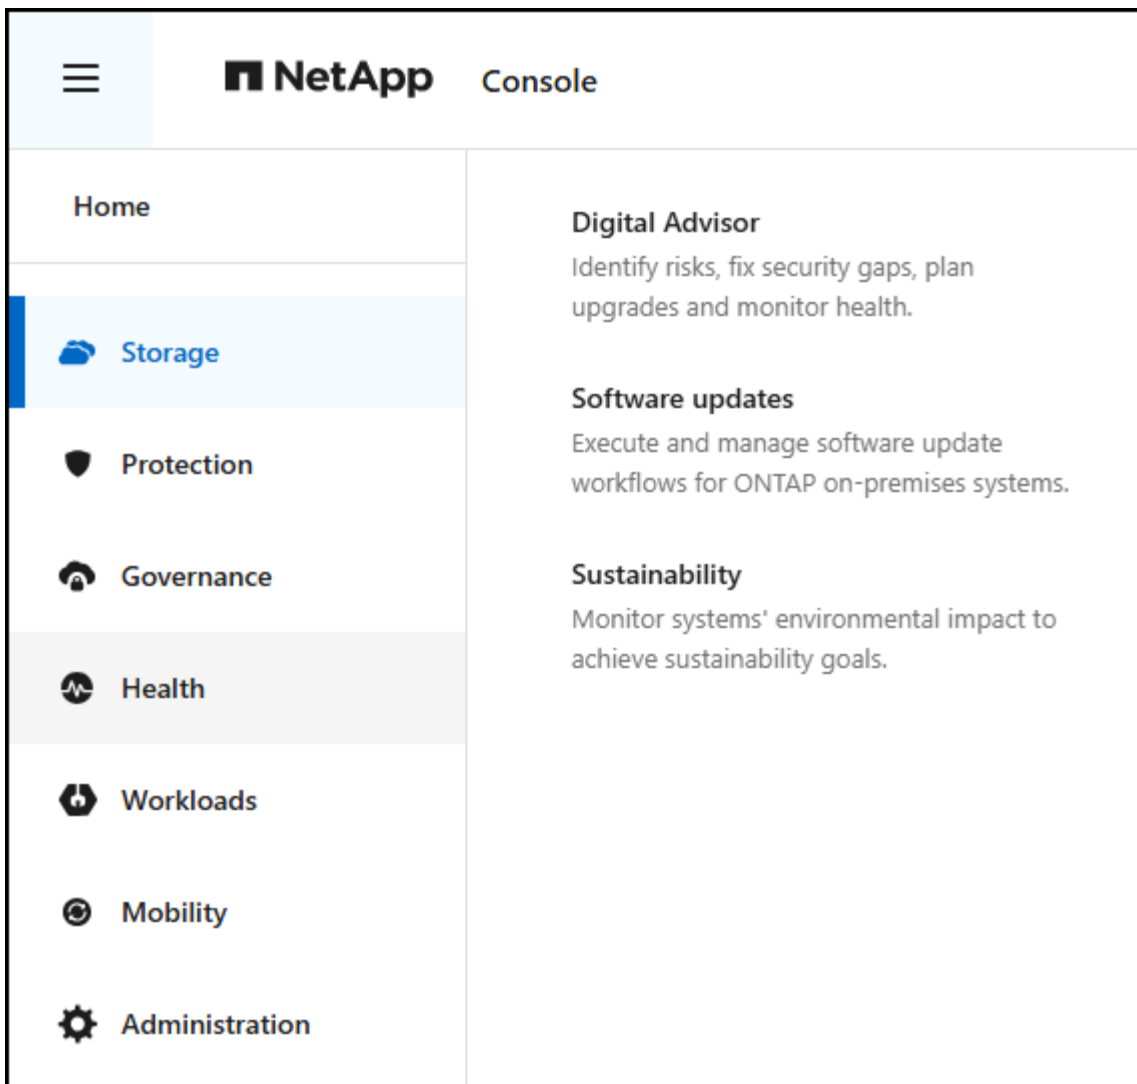 NetApp Console
Home
Storage
Protection
Governance
Health
Workloads
Mobility
Administration
Digital Advisor
Identify risks, fix security gaps, plan
upgrades and monitor health.
Software updates
Execute and manage software update
workflows for ONTAP on-premises systems.
Sustainability
Monitor systems' environmental impact to
achieve sustainability goals.